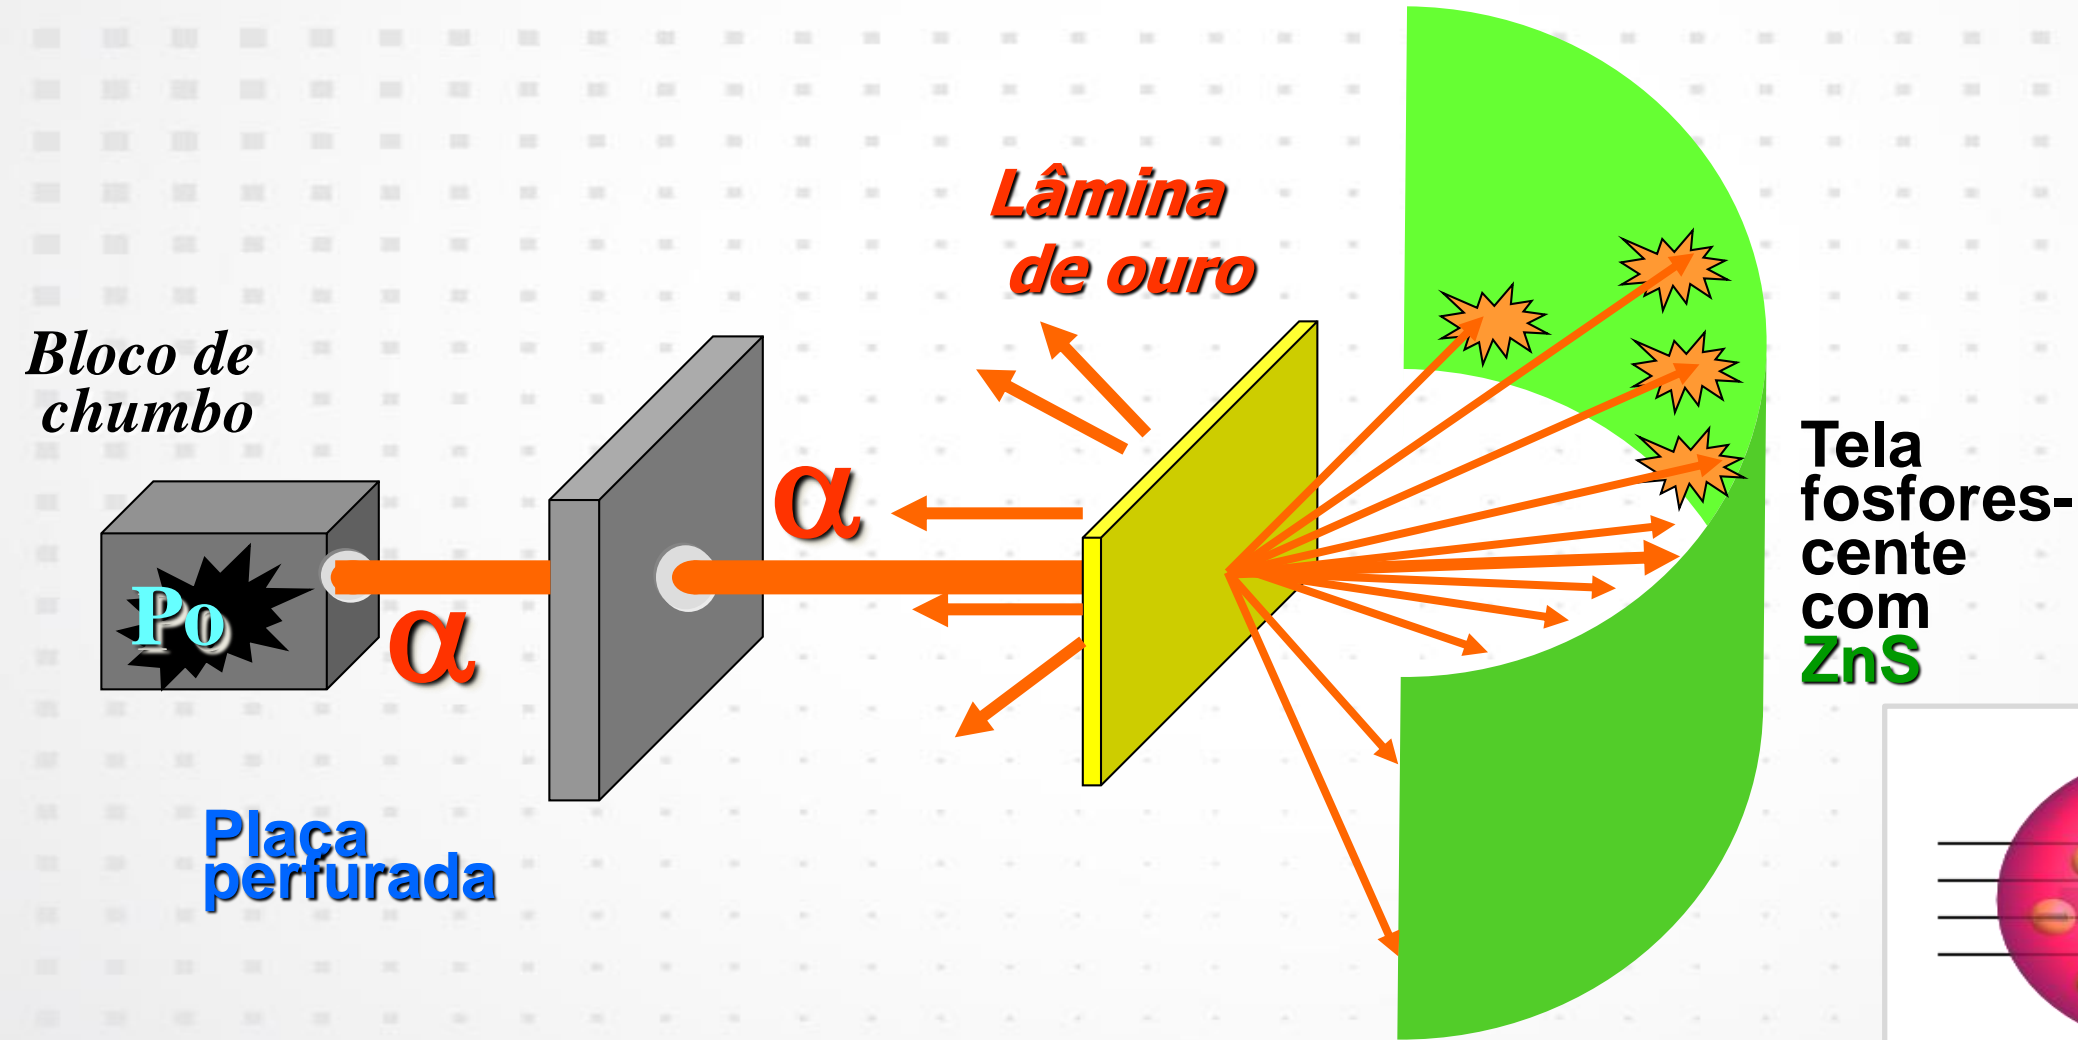 Lâmina
de ouro
Bloco de
chumbo
α
Po
α
Tela
fosfores-
cente
com
ZnS
Placa
perfurada